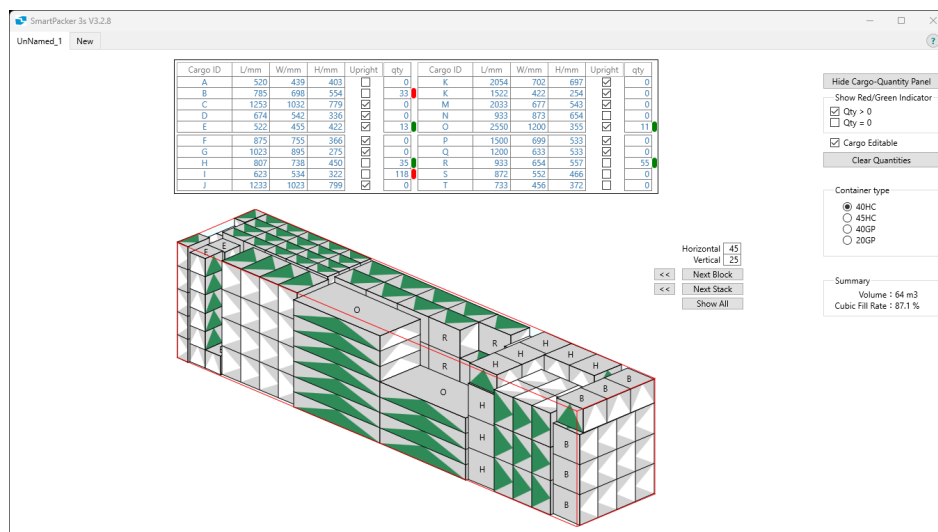 SmartPacker 3s V3.2.8
UnNamed_1 New
?
Cargo ID L/mm W/mm H/mm Upright qty Cargo ID L/mm W/mm H/mm Upright qty
A 520 439 403 0 K 2054 702 697 0
B 785 698 554 33 K 1522 422 254 0
C 1253 1032 779 0 M 2033 677 543 0
D 674 542 336 0 N 933 873 654 0
E 522 455 422 13 O 2550 1200 355 11
F 875 755 366 0 P 1500 699 533 0
G 1023 895 275 0 Q 1200 633 533 0
H 807 738 450 35 R 933 654 557 55
I 623 534 322 118 S 872 552 466 0
J 1233 1023 799 0 T 733 456 372 0
Hide Cargo-Quantity Panel
Show Red/Green Indicator
Qty > 0
Qty = 0
Cargo Editable
Clear Quantities
Container type
40HC
45HC
40GP
20GP
Horizontal 45
Vertical 25
<< Next Block
<< Next Stack
Show All
Summary
Volume : 64 m3
Cubic Fill Rate : 87.1 %
E
E
E
O
R
R
R
O
H
H
H
H
H
H
H
B
B
B
B
B
B